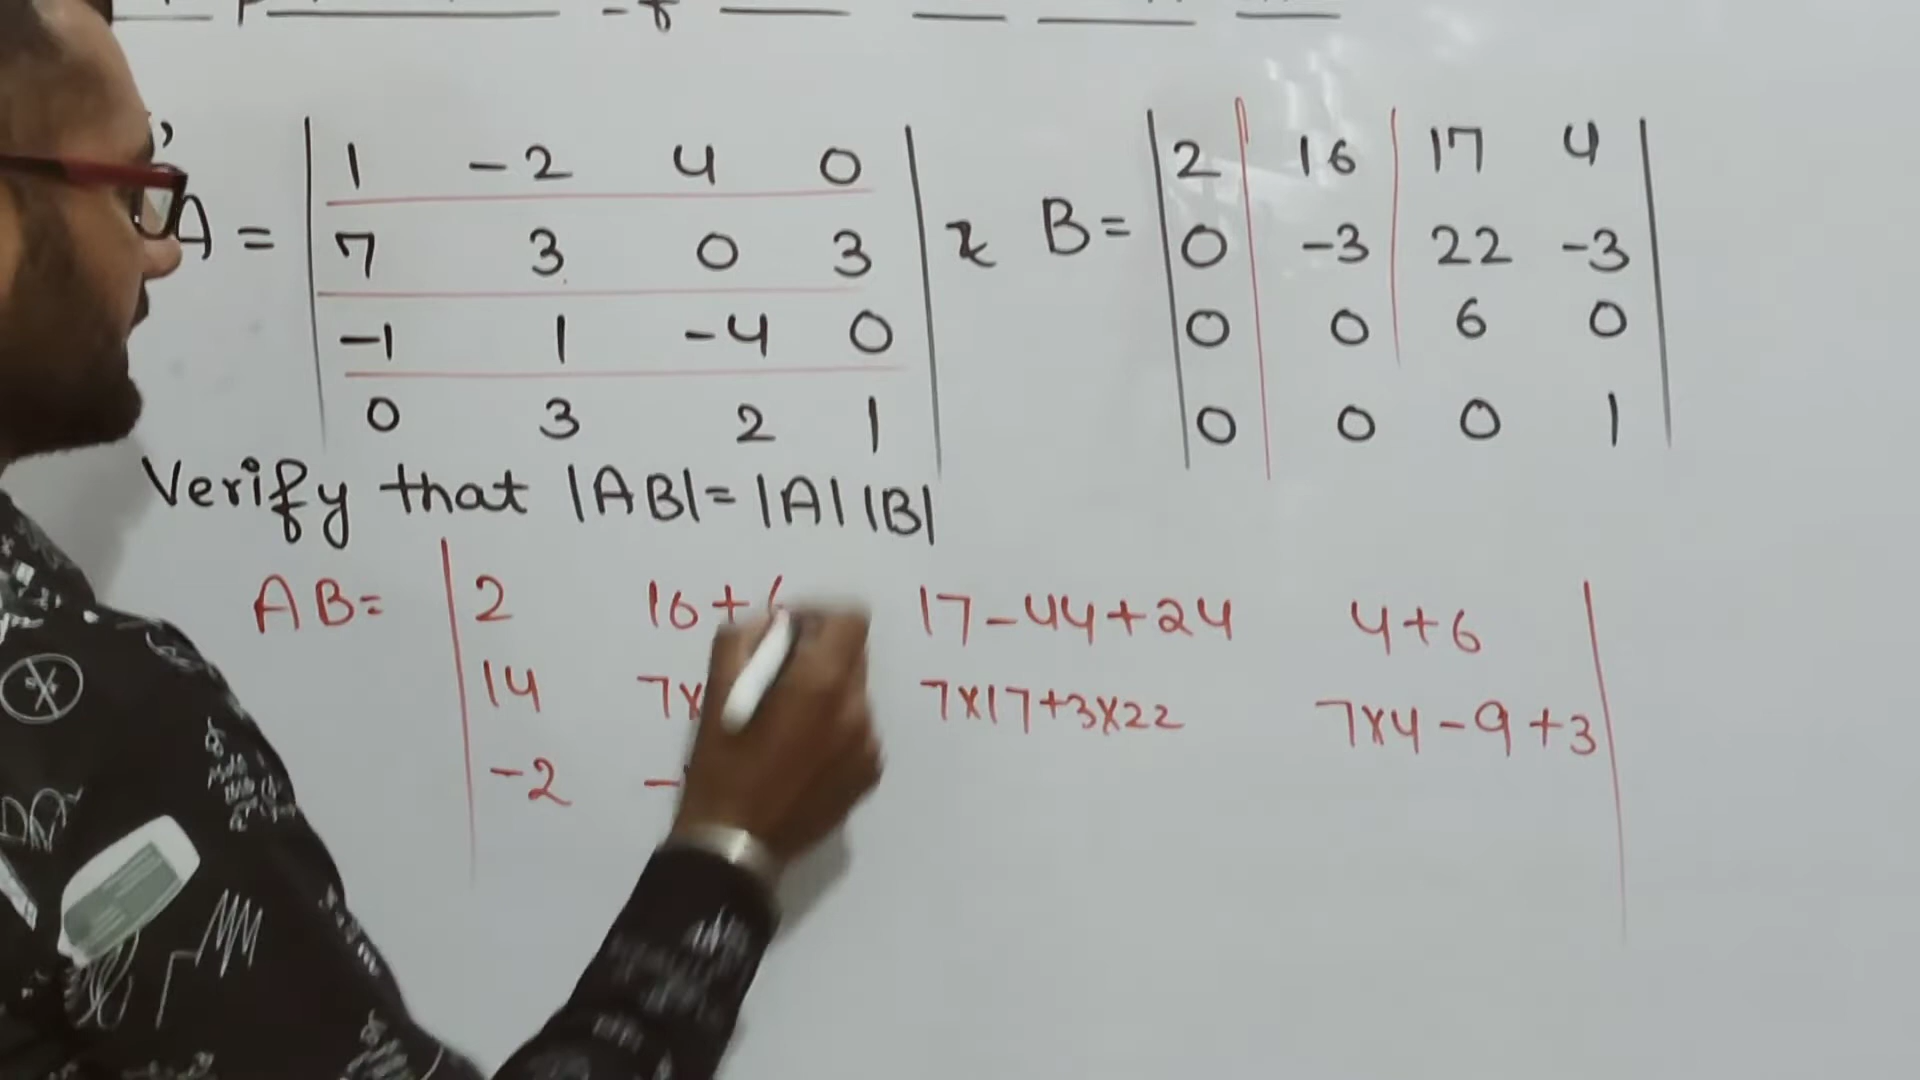 A = | 1 -2 4 0 | & B = | 2 16 17 4 |
| 7 3 0 3 | | 0 -3 22 -3 |
| -1 1 -4 0 | | 0 0 6 0 |
| 0 3 2 1 | | 0 0 0 1 |
Verify that |AB| = |A| |B|
AB = | 2 16+6 17-44+24 4+6 |
14 7x 7x17+3x22 7x4-9+3
-2 -